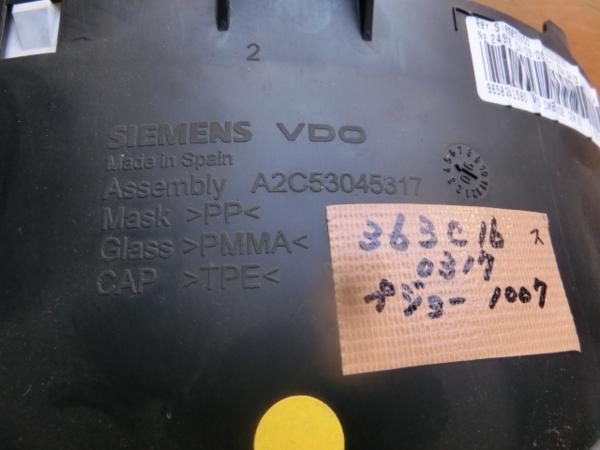 2
SIEMENS VDO
Made in Spain
Assembly A2C53045317
Mask >PP<
Glass >PMMA<
CAP >TPE<
363C16 ス
0317
プジョー 1007